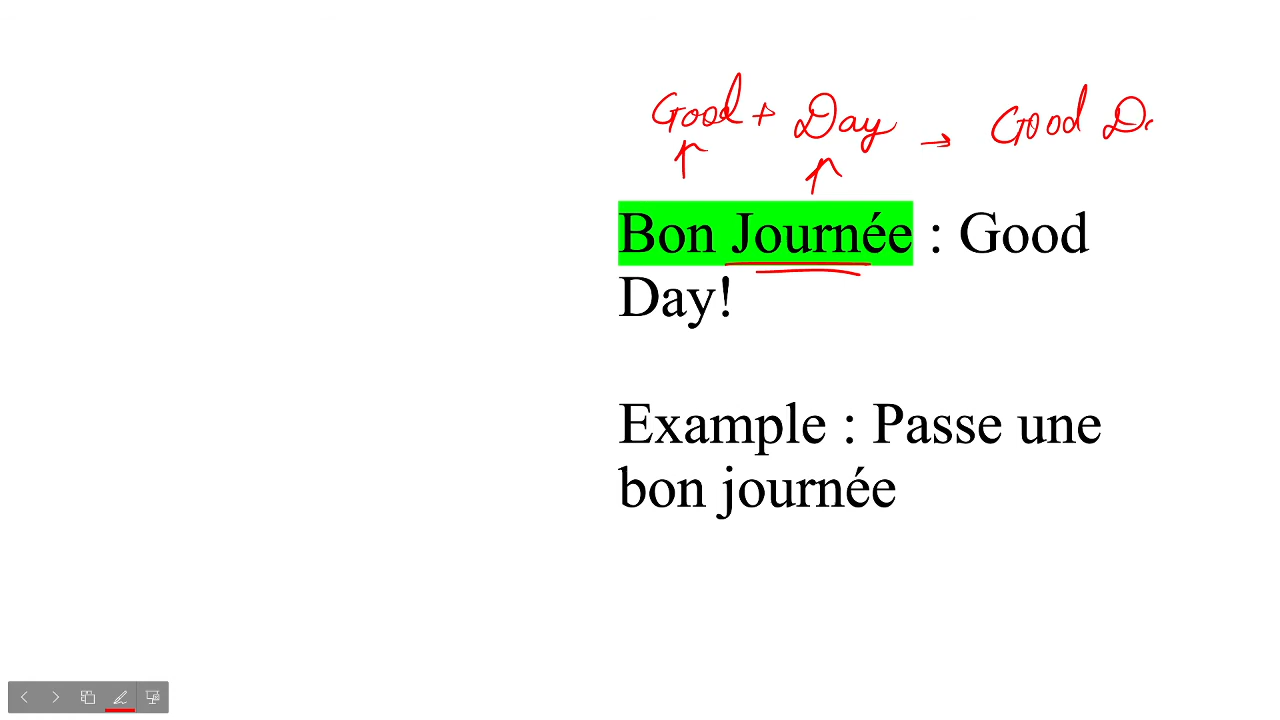 Good + Day → Good D
Bon Journée : Good
Day!
Example : Passe une
bon journée